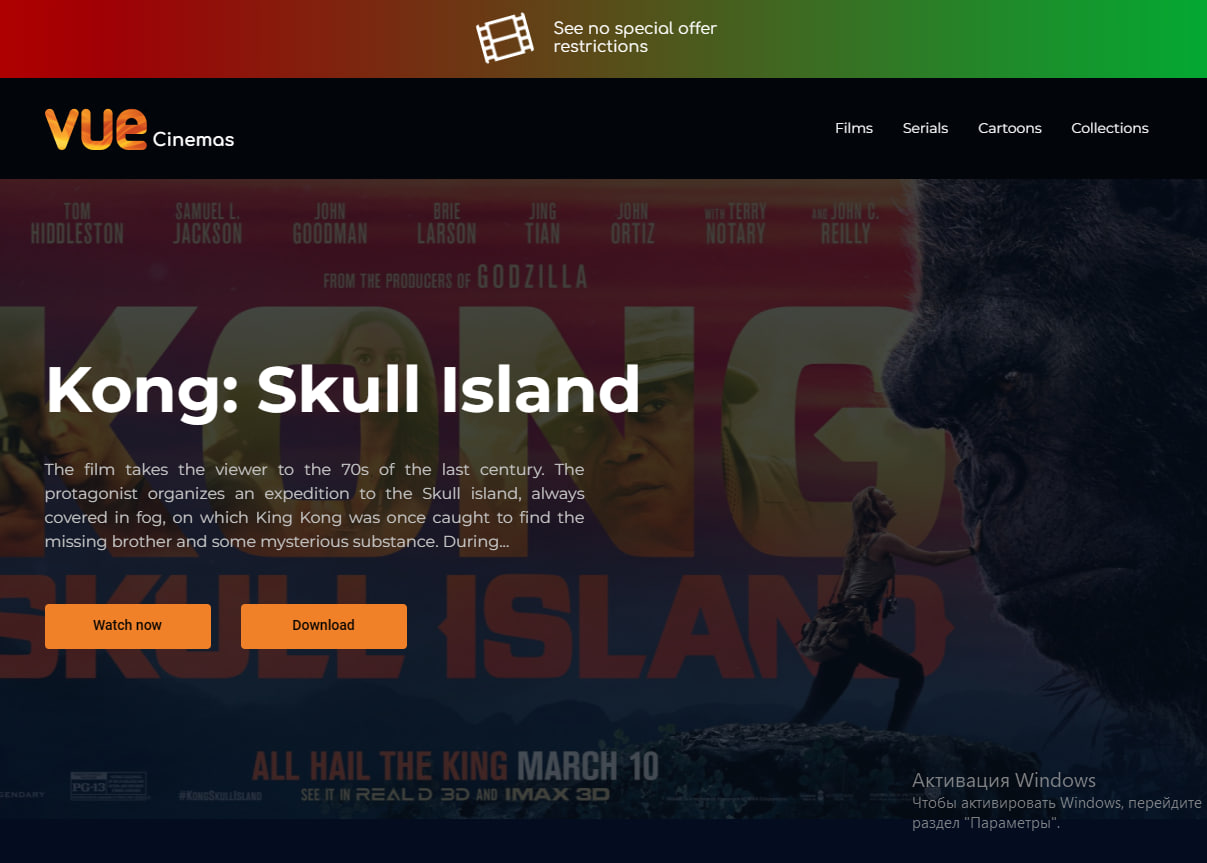 See no special offer
restrictions
vue Cinemas
Films Serials Cartoons Collections
TOM HIDDLESTON SAMUEL L. JACKSON JOHN GOODMAN BRIE LARSON JING TIAN JOHN ORTIZ WITH TERRY NOTARY AND JOHN C. REILLY
FROM THE PRODUCERS OF GODZILLA
KONG
Kong: Skull Island
The film takes the viewer to the 70s of the last century. The
protagonist organizes an expedition to the Skull island, always
covered in fog, on which King Kong was once caught to find the
missing brother and some mysterious substance. During...
SKULL ISLAND
Watch now Download
ALL HAIL THE KING MARCH 10
PG-13 #KONGSKULLISLAND SEE IT IN REAL D 3D AND IMAX 3D
Активация Windows
Чтобы активировать Windows, перейдите
раздел "Параметры".